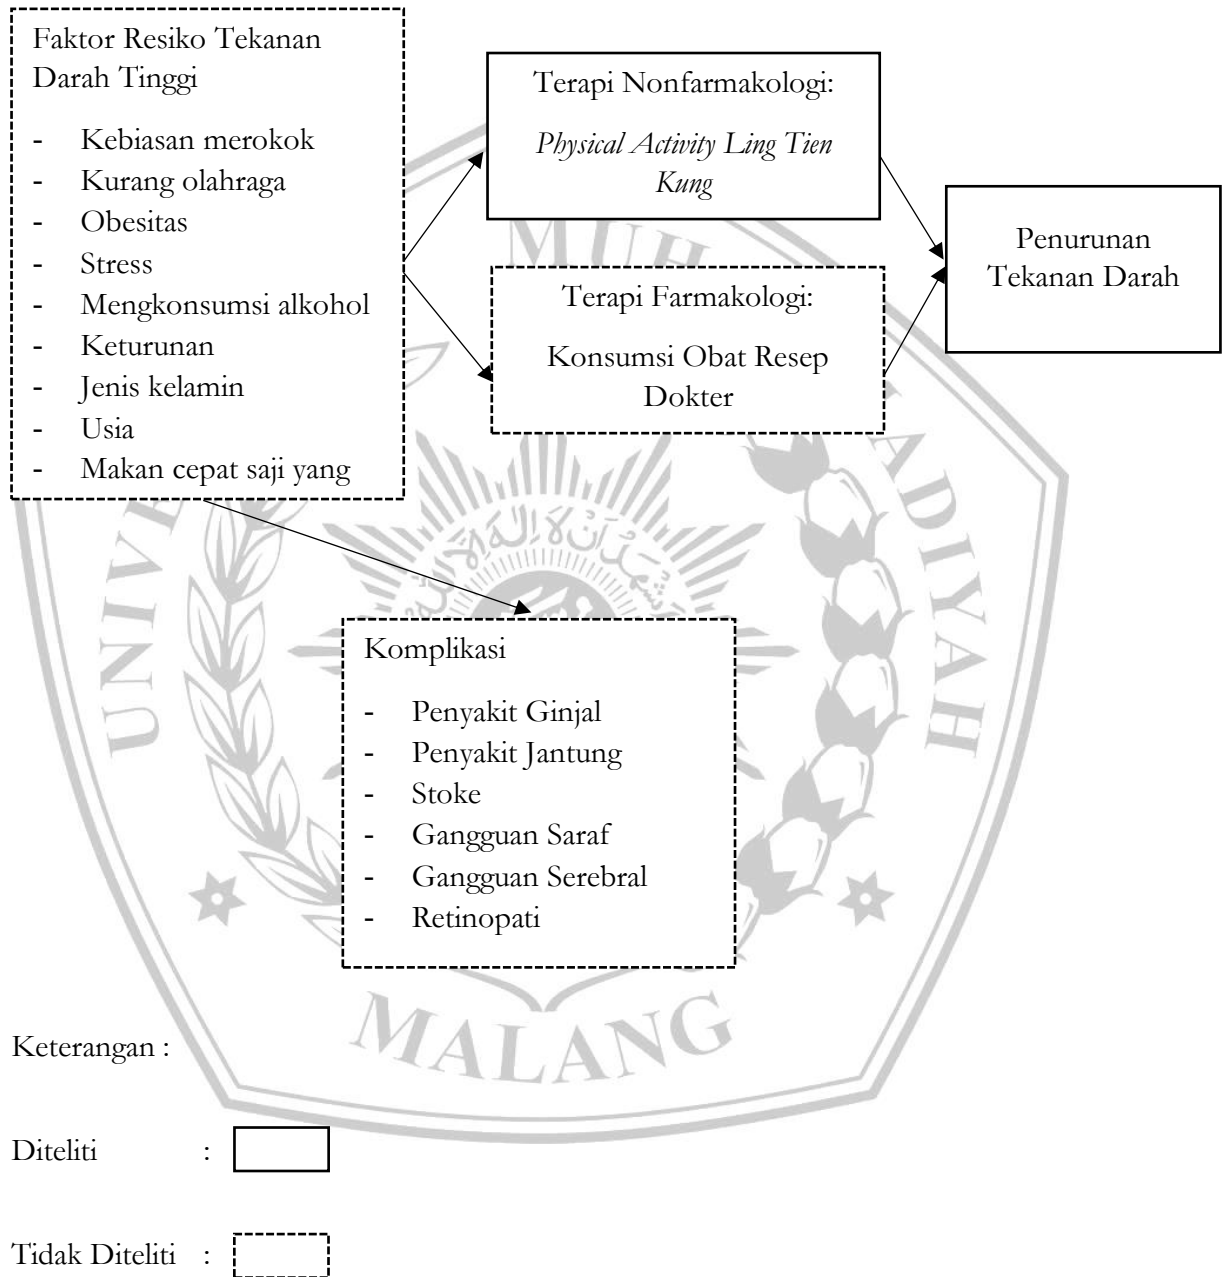 Faktor Resiko Tekanan
Darah Tinggi
- Kebiasan merokok
- Kurang olahraga
- Obesitas
- Stress
- Mengkonsumsi alkohol
- Keturunan
- Jenis kelamin
- Usia
- Makan cepat saji yang
Terapi Nonfarmakologi:
Physical Activity Ling Tien
Kung
Terapi Farmakologi:
Konsumsi Obat Resep
Dokter
Penurunan
Tekanan Darah
Komplikasi
- Penyakit Ginjal
- Penyakit Jantung
- Stoke
- Gangguan Saraf
- Gangguan Serebral
- Retinopati
Keterangan :
Diteliti :
Tidak Diteliti :
MUH
ADIYAH
MALANG